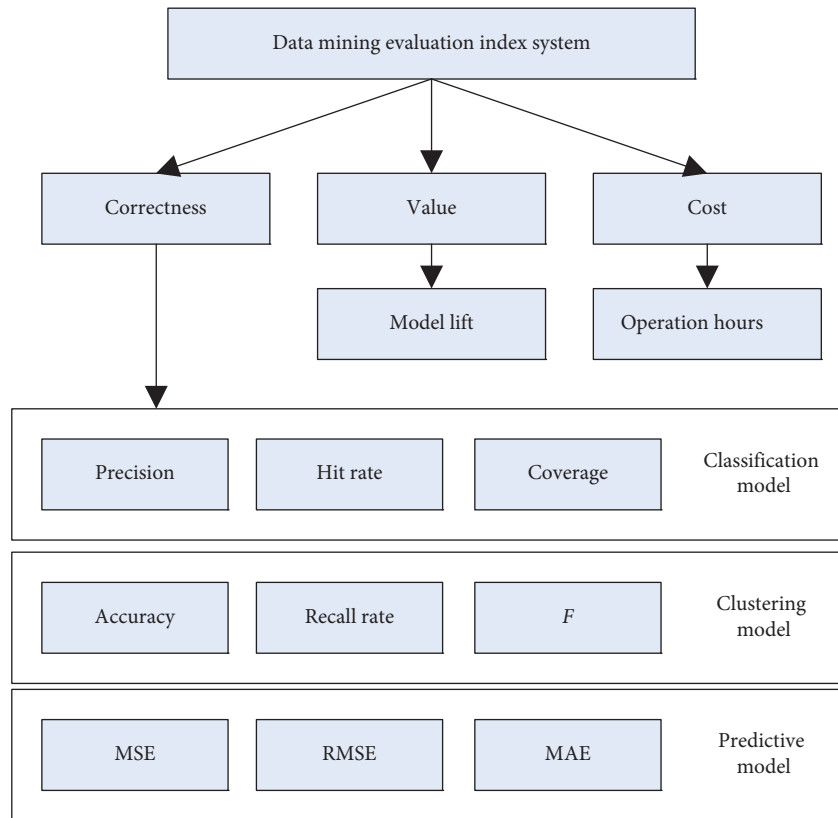 Data mining evaluation index system
Correctness
Value
Cost
Model lift
Operation hours
Precision
Hit rate
Coverage
Classification
model
Accuracy
Recall rate
F
Clustering
model
MSE
RMSE
MAE
Predictive
model